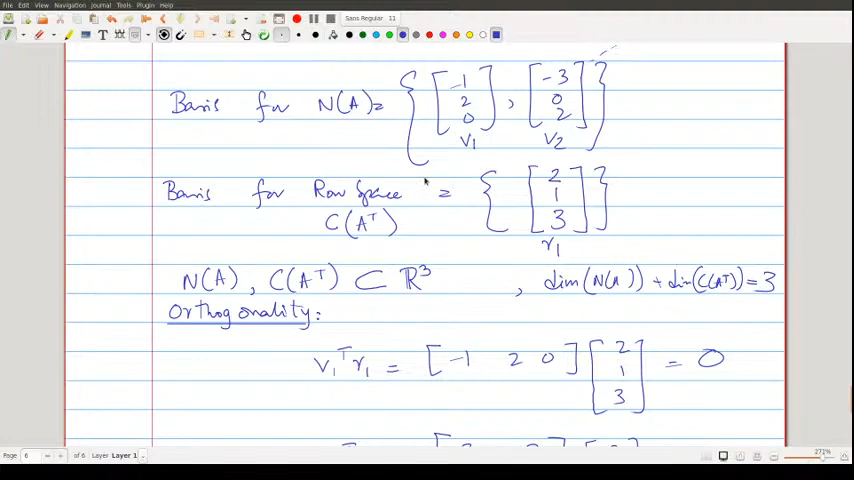 File Edit View Navigation Journal Tools Plugin Help
Sans Regular 11
Basis for N(A) = { [-1 2 0] , [-3 0 2] }
v1 v2
Basis for Row Space = { [2 1 3] }
C(A^T) r1
N(A), C(A^T) ⊂ ℝ^3 , dim(N(A)) + dim(C(A^T)) = 3
Orthogonality:
v1^T r1 = [-1 2 0] [2 1 3] = 0
Page 6 of 6 Layer Layer 1 271%